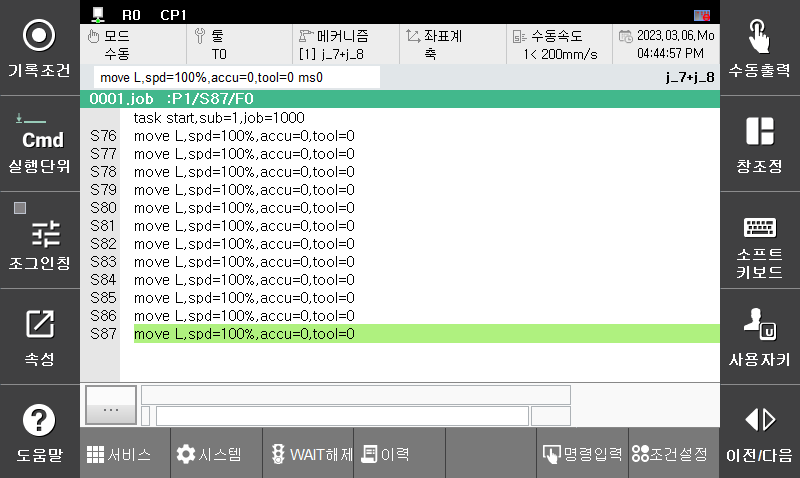 R0 CP1
모드 툴 메커니즘 좌표계 수동속도 2023,03,06,Mo
수동 T0 [1] j_7+j_8 축 1< 200mm/s 04:44:57 PM
move L,spd=100%,accu=0,tool=0 ms0 j_7+j_8
0001.job :P1/S87/F0
task start,sub=1,job=1000
S76 move L,spd=100%,accu=0,tool=0
S77 move L,spd=100%,accu=0,tool=0
S78 move L,spd=100%,accu=0,tool=0
S79 move L,spd=100%,accu=0,tool=0
S80 move L,spd=100%,accu=0,tool=0
S81 move L,spd=100%,accu=0,tool=0
S82 move L,spd=100%,accu=0,tool=0
S83 move L,spd=100%,accu=0,tool=0
S84 move L,spd=100%,accu=0,tool=0
S85 move L,spd=100%,accu=0,tool=0
S86 move L,spd=100%,accu=0,tool=0
S87 move L,spd=100%,accu=0,tool=0
...
기록조건
Cmd
실행단위
조그인칭
속성
도움말
수동출력
창조정
소프트
키보드
U
사용자키
이전/다음
서비스 시스템 WAIT해제 이력 명령입력 조건설정